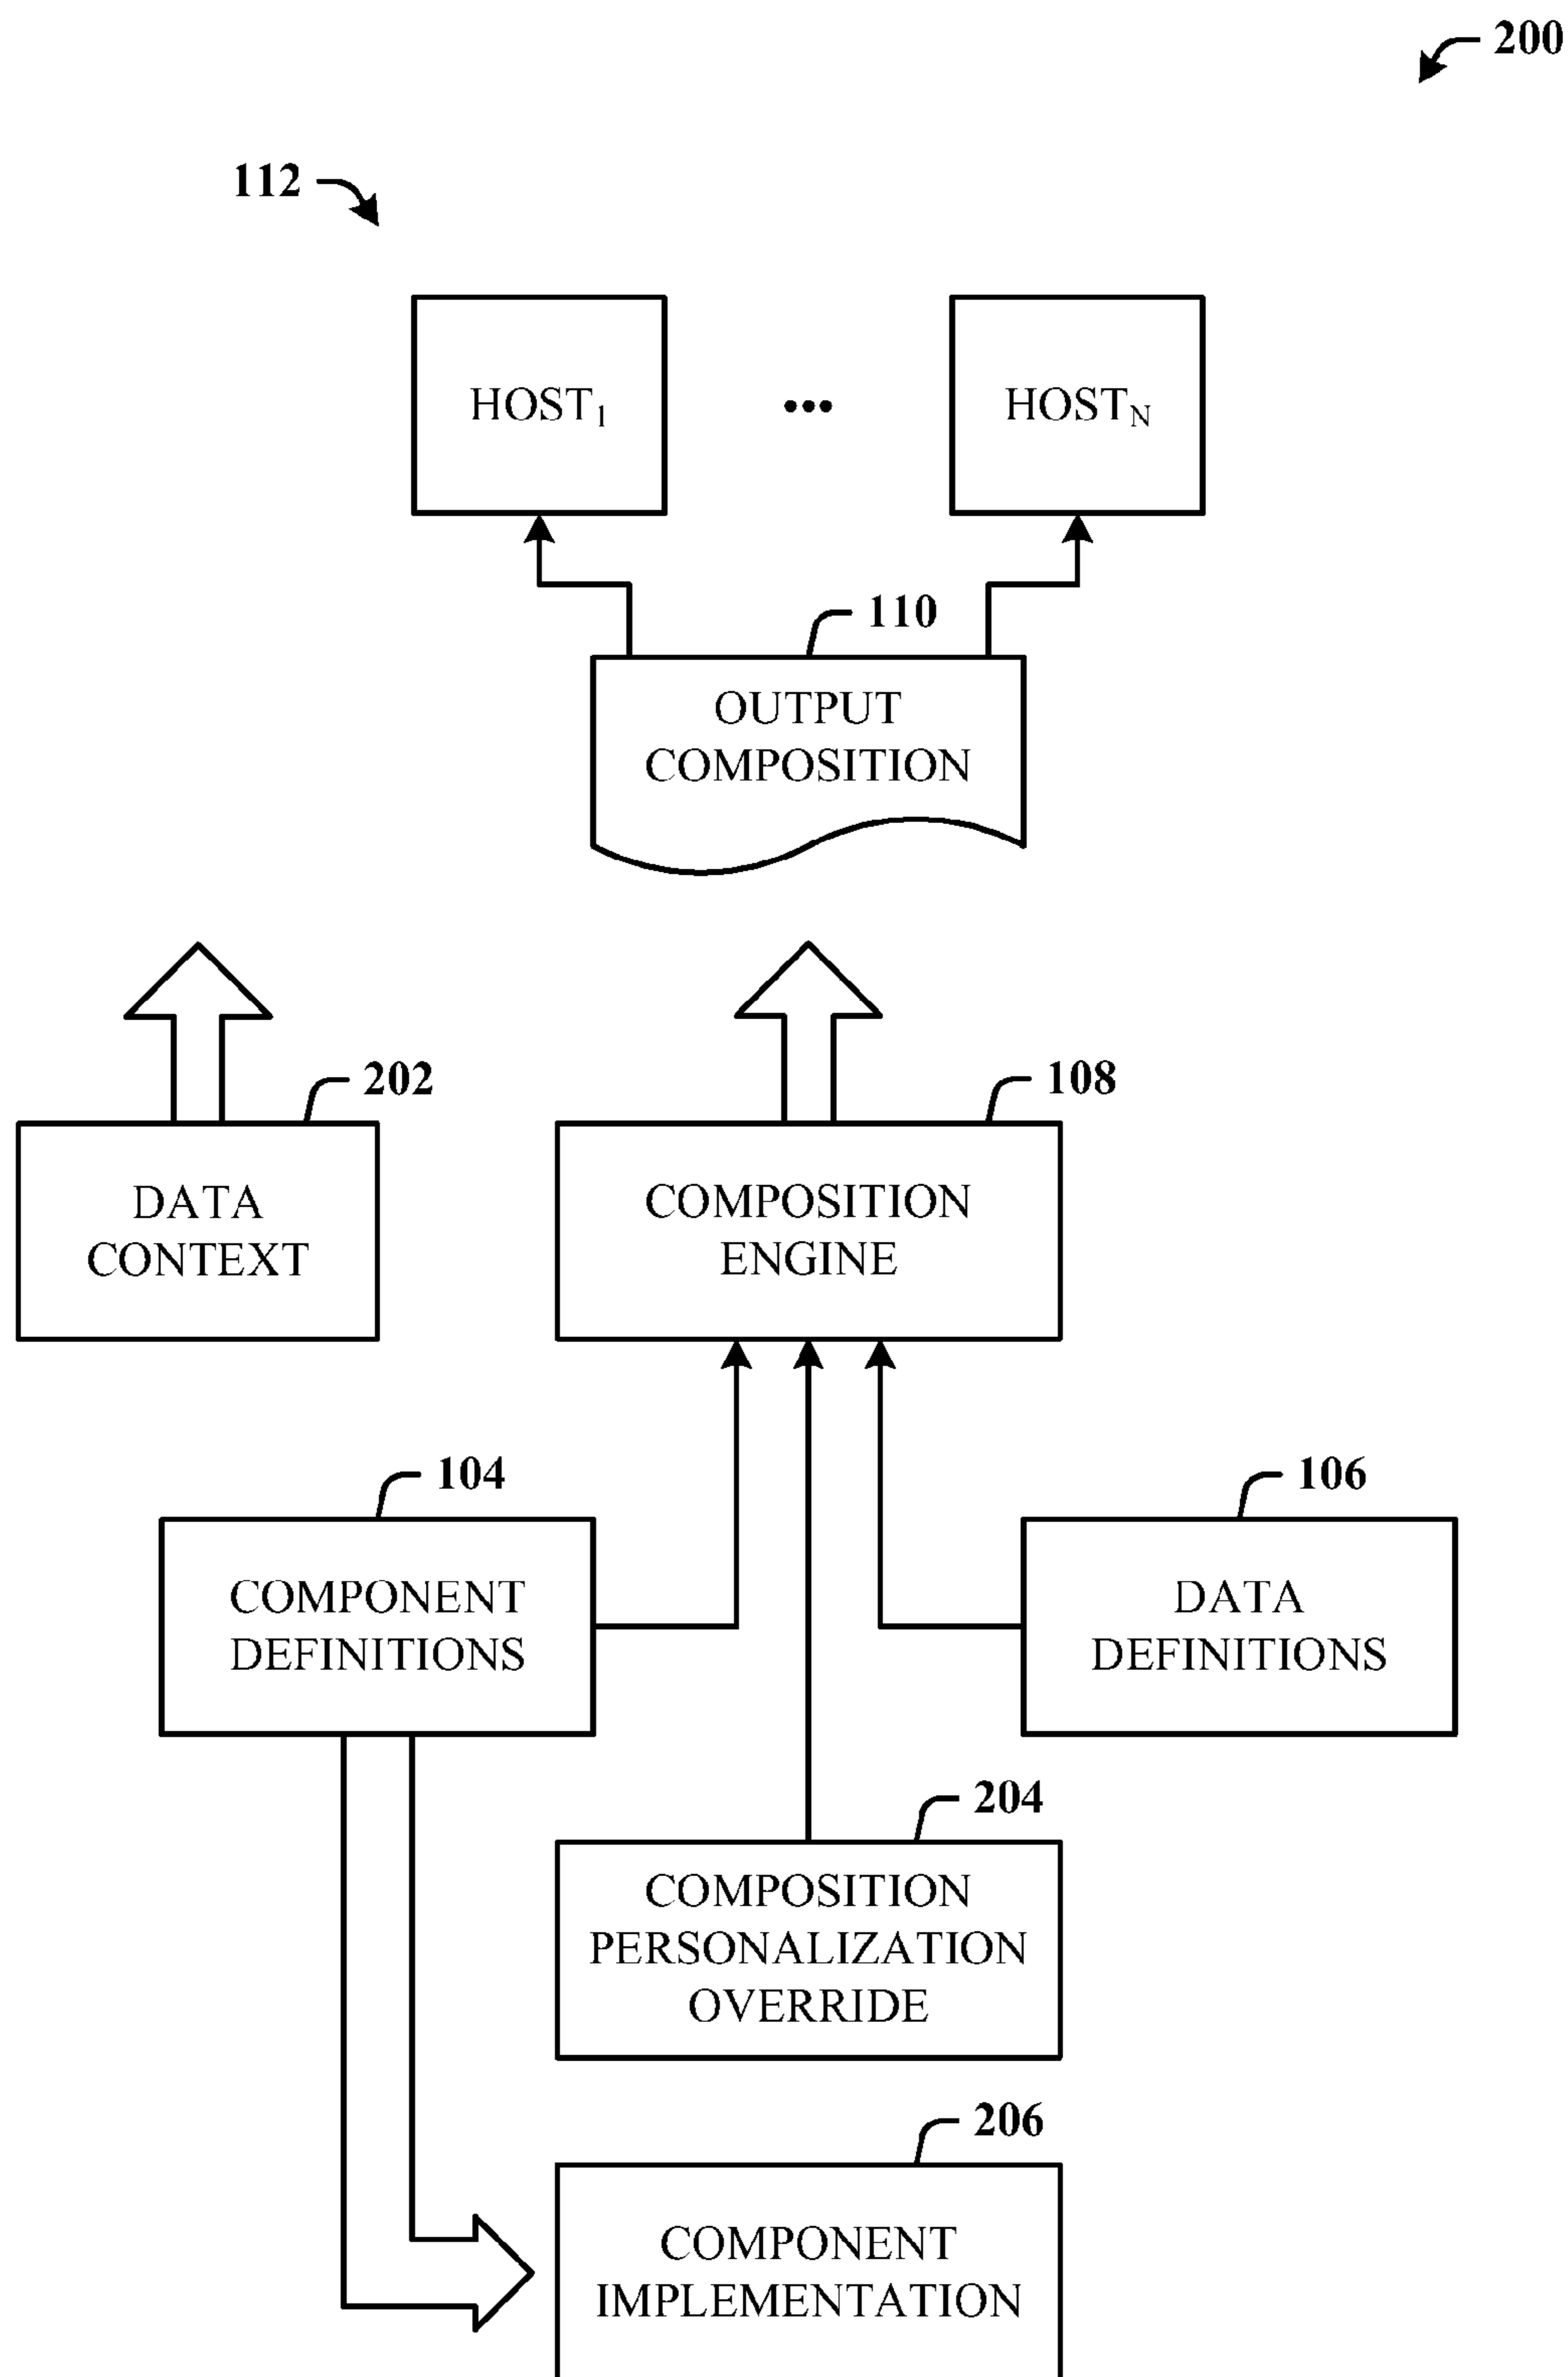 200
112
HOST1
...
HOSTN
110
OUTPUT
COMPOSITION
202
108
DATA
CONTEXT
COMPOSITION
ENGINE
104
106
COMPONENT
DEFINITIONS
DATA
DEFINITIONS
204
COMPOSITION
PERSONALIZATION
OVERRIDE
206
COMPONENT
IMPLEMENTATION